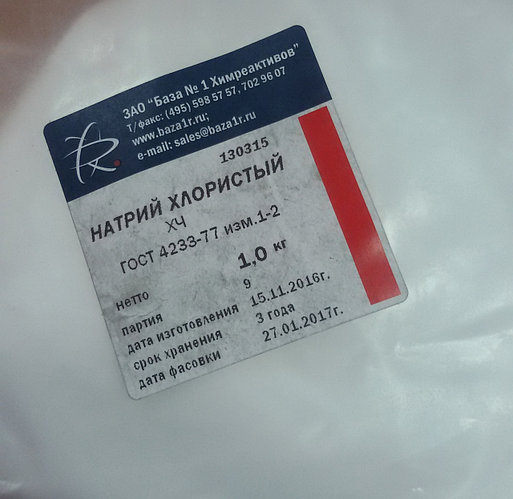 ЗАО "База № 1 Химреактивов"
Т/факс: (495) 598 57 57, 702 96 07
www.baza1r.ru;
e-mail: sales@baza1r.ru
130315
НАТРИЙ ХЛОРИСТЫЙ
ХЧ
ГОСТ 4233-77 изм.1-2
нетто 1,0 кг
партия 9
дата изготовления 15.11.2016г.
срок хранения 3 года
дата фасовки 27.01.2017г.